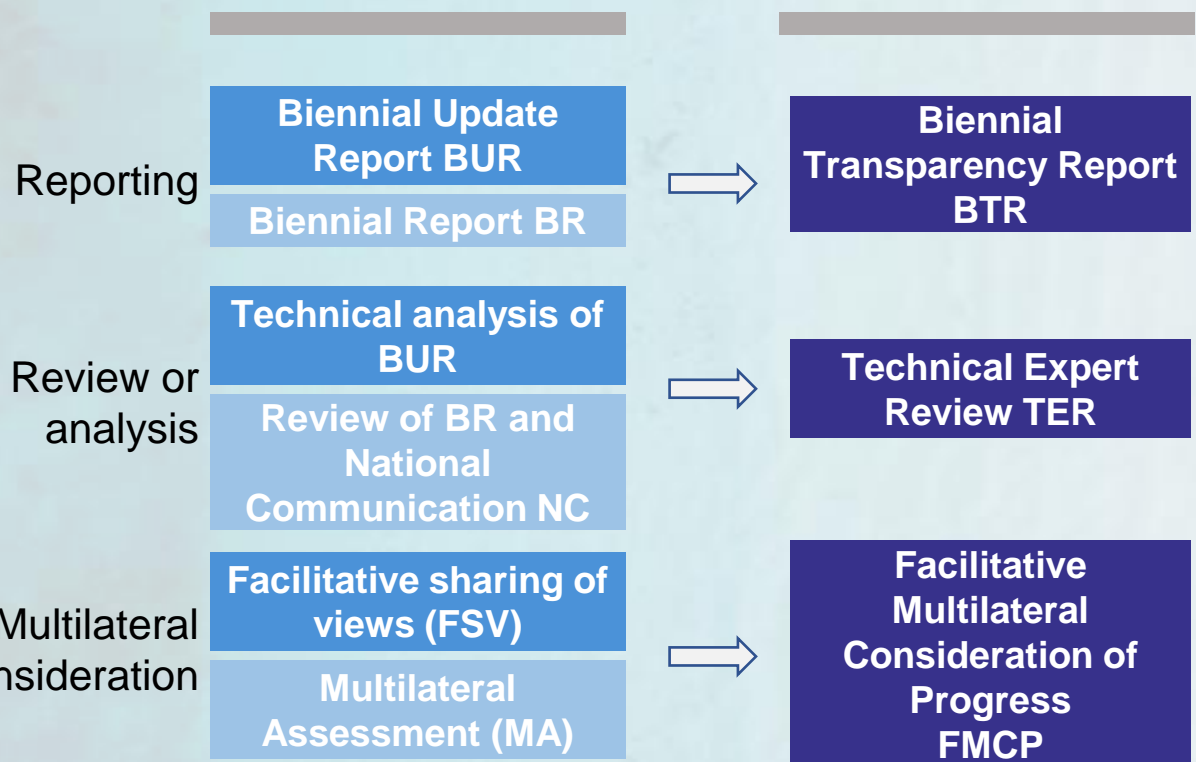 Reporting
Biennial Update
Report BUR
Biennial Report BR
Biennial
Transparency Report
BTR
Review or
analysis
Technical analysis of
BUR
Review of BR and
National
Communication NC
Technical Expert
Review TER
Multilateral
nsideration
Facilitative sharing of
views (FSV)
Multilateral
Assessment (MA)
Facilitative
Multilateral
Consideration of
Progress
FMCP